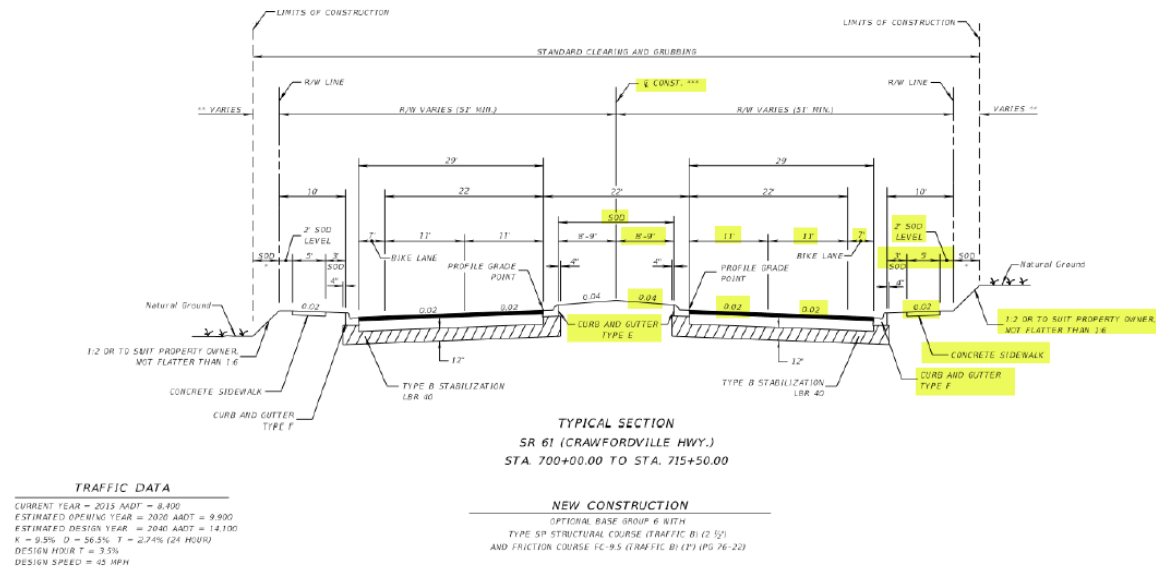 LIMITS OF CONSTRUCTION
LIMITS OF CONSTRUCTION
STANDARD CLEARING AND GRUBBING
R/W LINE
℄ CONST. ***
R/W LINE
** VARIES
R/W VARIES (51' MIN.)
R/W VARIES (51' MIN.)
VARIES **
29'
29'
10'
22'
22'
22'
10'
2' SOD
LEVEL
SOD
2' SOD
LEVEL
7'
11'
11'
8'-9"
8'-9"
11'
11'
7'
SOD
5'
3'
SOD
BIKE LANE
4"
4"
BIKE LANE
3'
SOD
5'
SOD
4"
PROFILE GRADE
POINT
PROFILE GRADE
POINT
4"
Natural Ground
Natural Ground
0.02
0.02
0.02
0.04
0.04
0.02
0.02
0.02
CURB AND GUTTER
TYPE E
1:2 OR TO SUIT PROPERTY OWNER,
NOT FLATTER THAN 1:6
1:2 OR TO SUIT PROPERTY OWNER,
NOT FLATTER THAN 1:6
12"
12"
CONCRETE SIDEWALK
CONCRETE SIDEWALK
TYPE B STABILIZATION
LBR 40
TYPE B STABILIZATION
LBR 40
CURB AND GUTTER
TYPE F
CURB AND GUTTER
TYPE F
TYPICAL SECTION
SR 61 (CRAWFORDVILLE HWY.)
STA. 700+00.00 TO STA. 715+50.00
TRAFFIC DATA
CURRENT YEAR = 2015 AADT = 8,400
ESTIMATED OPENING YEAR = 2020 AADT = 9,900
ESTIMATED DESIGN YEAR = 2040 AADT = 14,100
K = 9.5% D = 56.5% T = 2.74% (24 HOUR)
DESIGN HOUR T = 3.5%
DESIGN SPEED = 45 MPH
NEW CONSTRUCTION
OPTIONAL BASE GROUP 6 WITH
TYPE SP STRUCTURAL COURSE (TRAFFIC B) (2 ½")
AND FRICTION COURSE FC-9.5 (TRAFFIC B) (1") (PG 76-22)